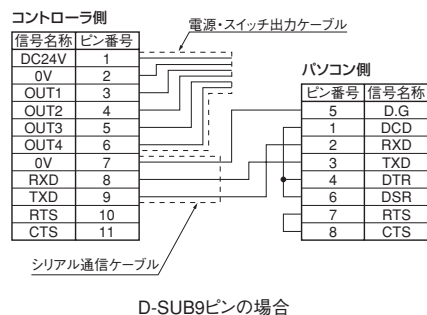 コントローラ側
電源・スイッチ出力ケーブル
信号名称 ピン番号
DC24V 1
0V 2
OUT1 3
OUT2 4
OUT3 5
OUT4 6
0V 7
RXD 8
TXD 9
RTS 10
CTS 11
パソコン側
ピン番号 信号名称
5 D.G
1 DCD
2 RXD
3 TXD
4 DTR
6 DSR
7 RTS
8 CTS
シリアル通信ケーブル
D-SUB9ピンの場合